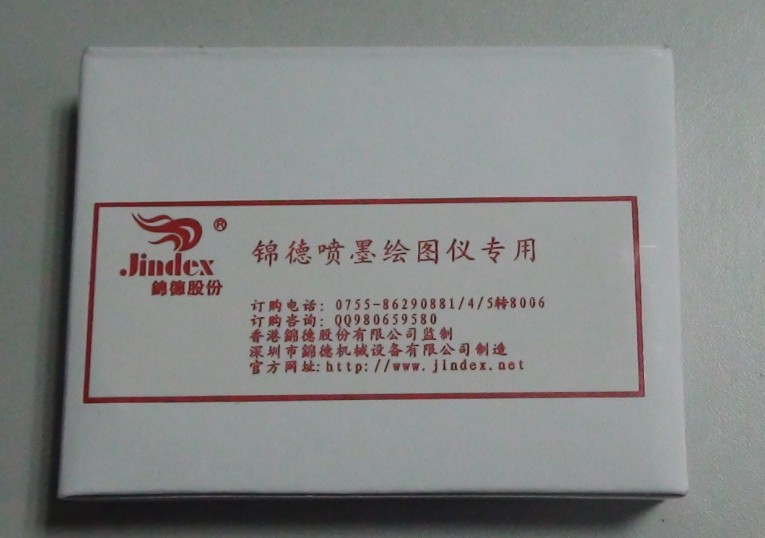 ®
Jindex
錦德股份
锦德喷墨绘图仪专用
订购电话: 0755-86290881/4/5转8006
订购咨询: QQ980659580
香港錦德股份有限公司监制
深圳市錦德机械设备有限公司制造
官方网址:http://www.jindex.net